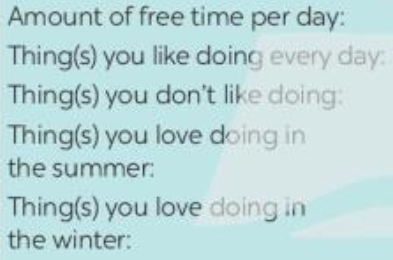 Amount of free time per day:
Thing(s) you like doing every day:
Thing(s) you don't like doing:
Thing(s) you love doing in
the summer:
Thing(s) you love doing in
the winter: